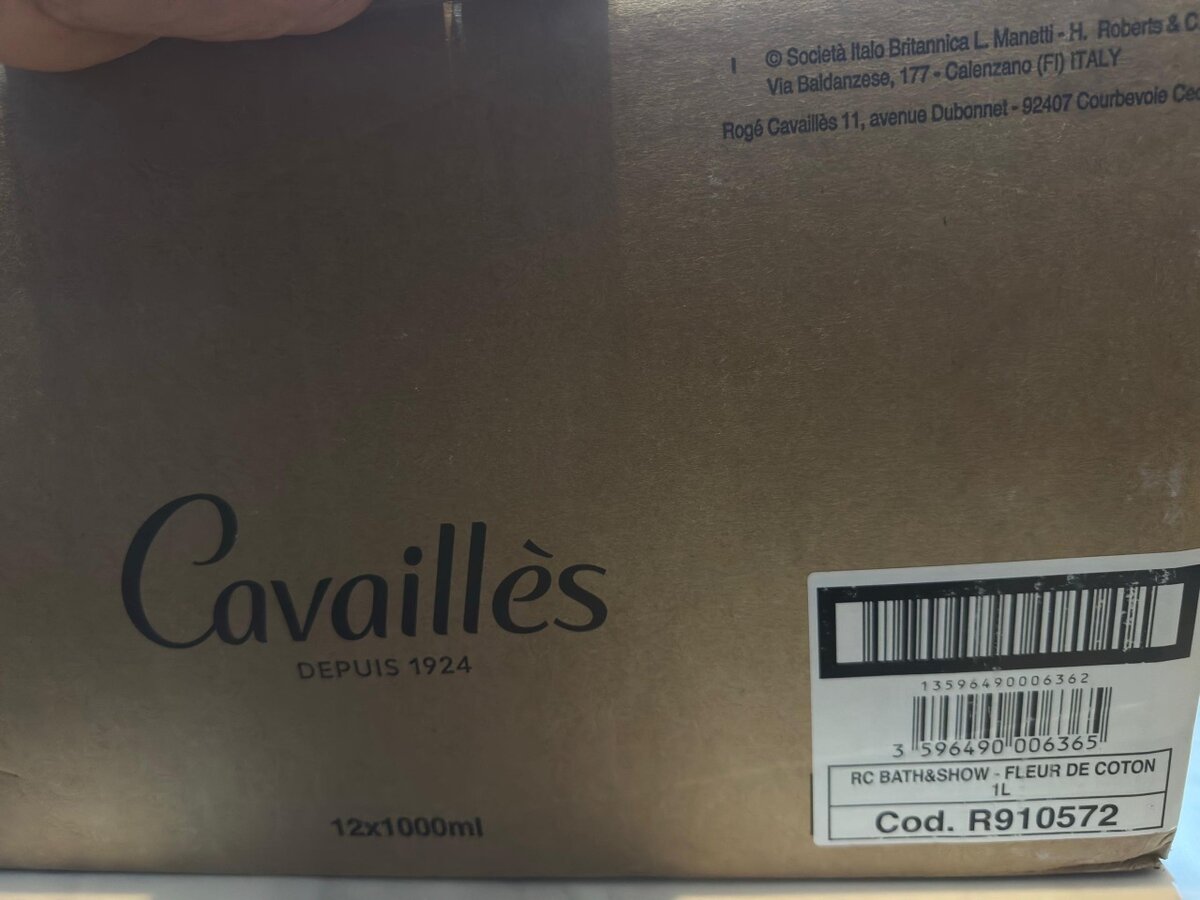 I © Società Italo Britannica L. Manetti - H. Roberts & C
Via Baldanzese, 177 - Calenzano (FI) ITALY
Rogé Cavaillès 11, avenue Dubonnet - 92407 Courbevoie Ced
Cavaillès
DEPUIS 1924
12x1000ml
13596490006362
3 596490 006365
RC BATH&SHOW - FLEUR DE COTON
1L
Cod. R910572